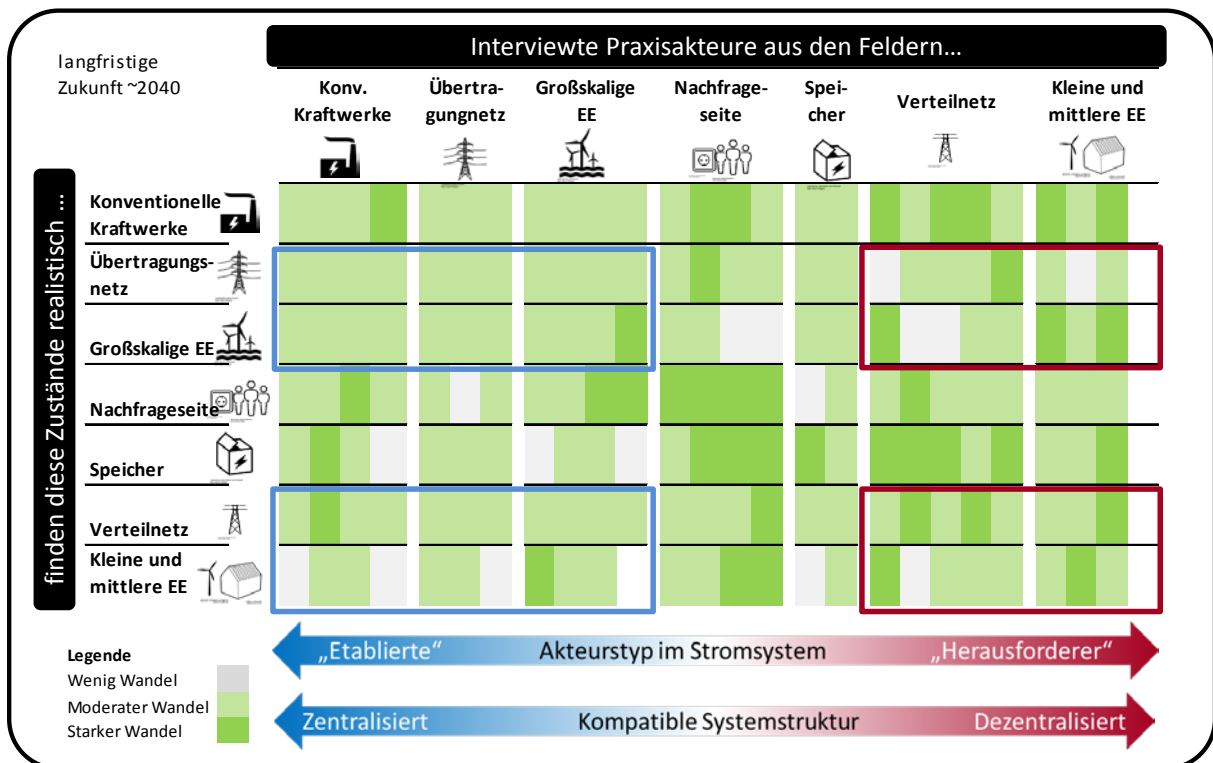 langfristige
Zukunft ~2040
Interviewte Praxisakteure aus den Feldern...
Konv.
Kraftwerke
Übertra-
gungnetz
Großskalige
EE
Nachfrage-
seite
Spei-
cher
Verteilnetz
Kleine und
mittlere EE
finden diese Zustände realistisch ...
Konventionelle
Kraftwerke
Übertragungs-
netz
Großskalige EE
Nachfrageseite
Speicher
Verteilnetz
Kleine und
mittlere EE
Legende
Wenig Wandel
Moderater Wandel
Starker Wandel
„Etablierte“ Akteurstyp im Stromsystem „Herausforderer“
Zentralisiert Kompatible Systemstruktur Dezentralisiert